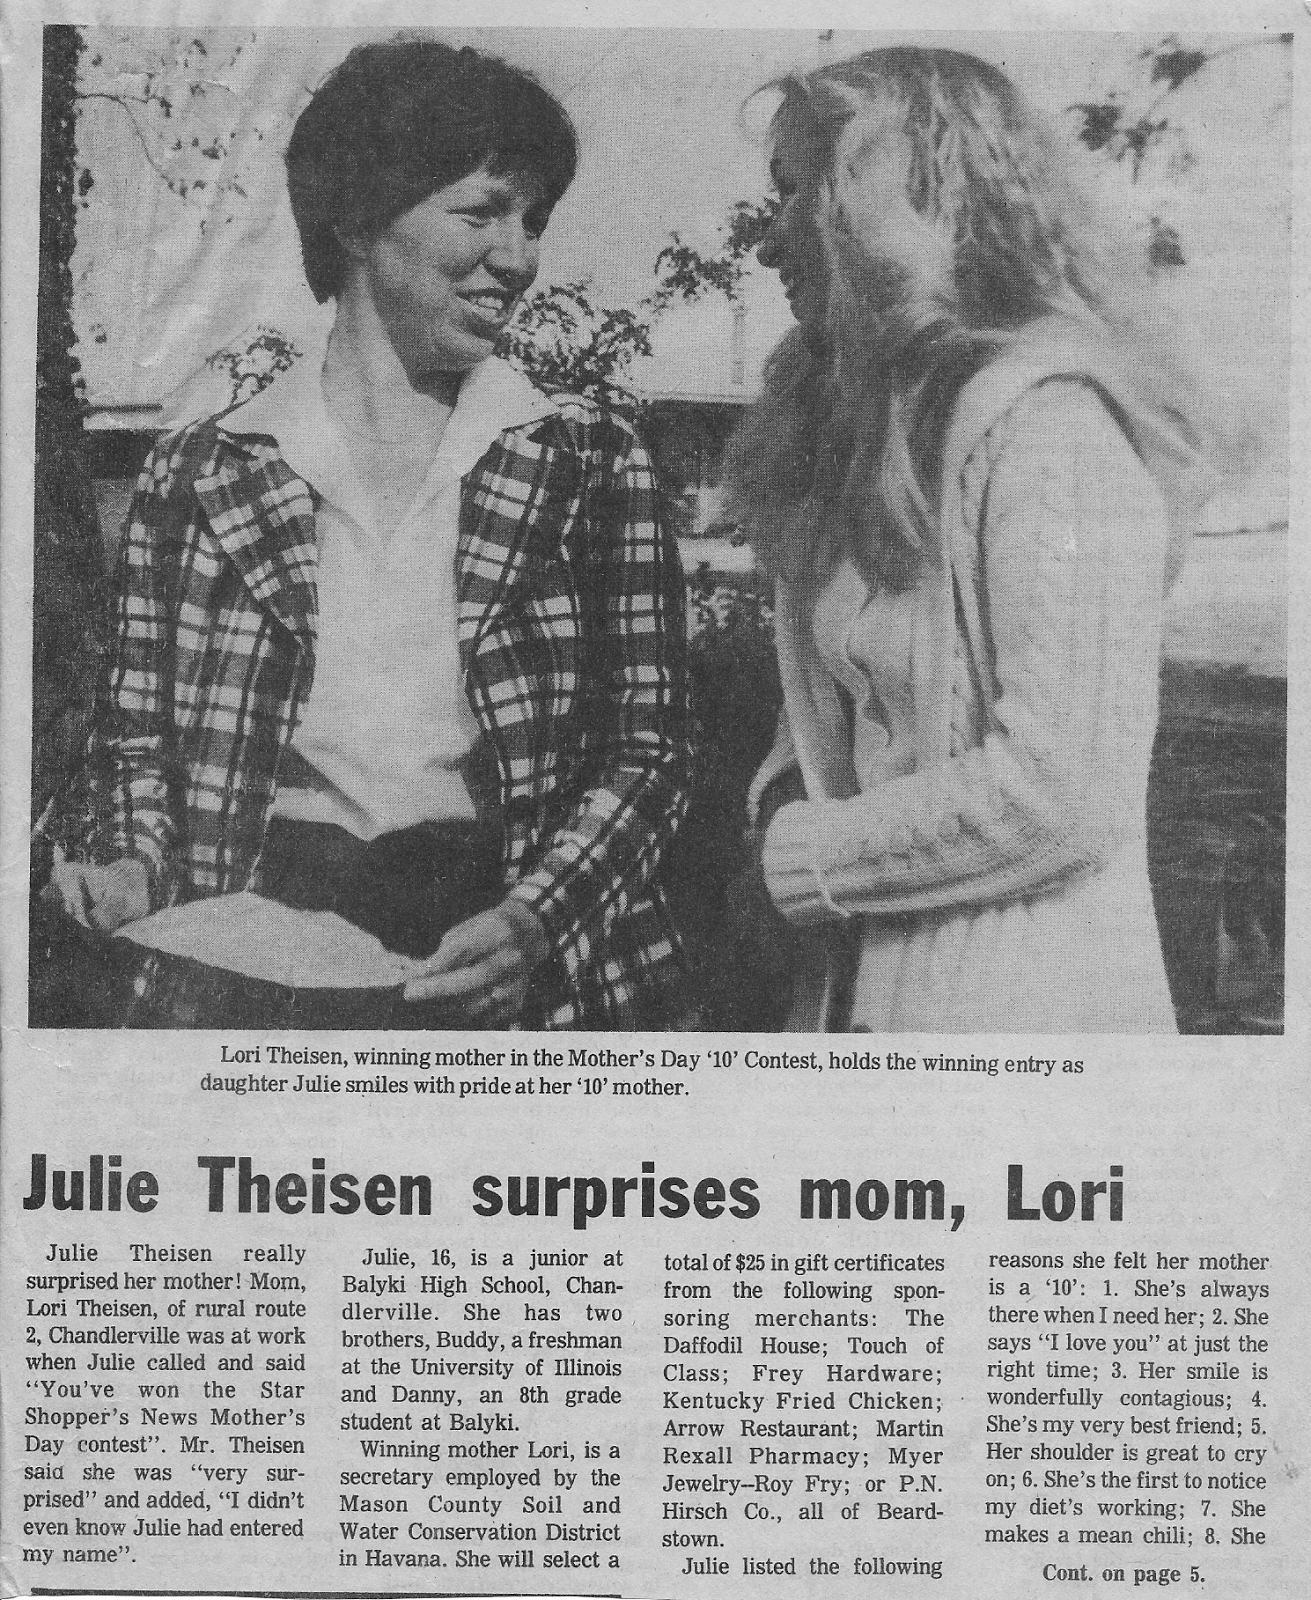 Lori Theisen, winning mother in the Mother's Day '10' Contest, holds the winning entry as
daughter Julie smiles with pride at her '10' mother.
Julie Theisen surprises mom, Lori
Julie Theisen really
surprised her mother! Mom,
Lori Theisen, of rural route
2, Chandlerville was at work
when Julie called and said
"You've won the Star
Shopper's News Mother's
Day contest". Mr. Theisen
said she was "very sur-
prised" and added, "I didn't
even know Julie had entered
my name".
Julie, 16, is a junior at
Balyki High School, Chan-
dlerville. She has two
brothers, Buddy, a freshman
at the University of Illinois
and Danny, an 8th grade
student at Balyki.
Winning mother Lori, is a
secretary employed by the
Mason County Soil and
Water Conservation District
in Havana. She will select a
total of $25 in gift certificates
from the following spon-
soring merchants: The
Daffodil House; Touch of
Class; Frey Hardware;
Kentucky Fried Chicken;
Arrow Restaurant; Martin
Rexall Pharmacy; Myer
Jewelry--Roy Fry; or P.N.
Hirsch Co., all of Beard-
stown.
Julie listed the following
reasons she felt her mother
is a '10': 1. She's always
there when I need her; 2. She
says "I love you" at just the
right time; 3. Her smile is
wonderfully contagious; 4.
She's my very best friend; 5.
Her shoulder is great to cry
on; 6. She's the first to notice
my diet's working; 7. She
makes a mean chili; 8. She
Cont. on page 5.